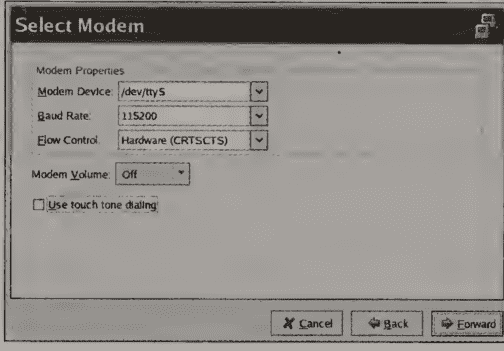 Select Modem
Modem Properties
Modem Device: /dev/ttyS
Baud Rate: 115200
Flow Control: Hardware (CRTSCTS)
Modem Volume: Off
Use touch tone dialing
Cancel Back Forward